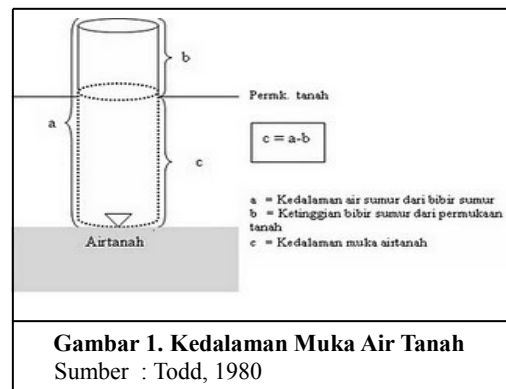 b
Permk. tanah
a
c = a-b
c
a = Kedalaman air sumur dari bibir sumur
b = Ketinggian bibir sumur dari permukaan
tanah
c = Kedalaman muka airtanah
Airtanah
Gambar 1. Kedalaman Muka Air Tanah
Sumber : Todd, 1980